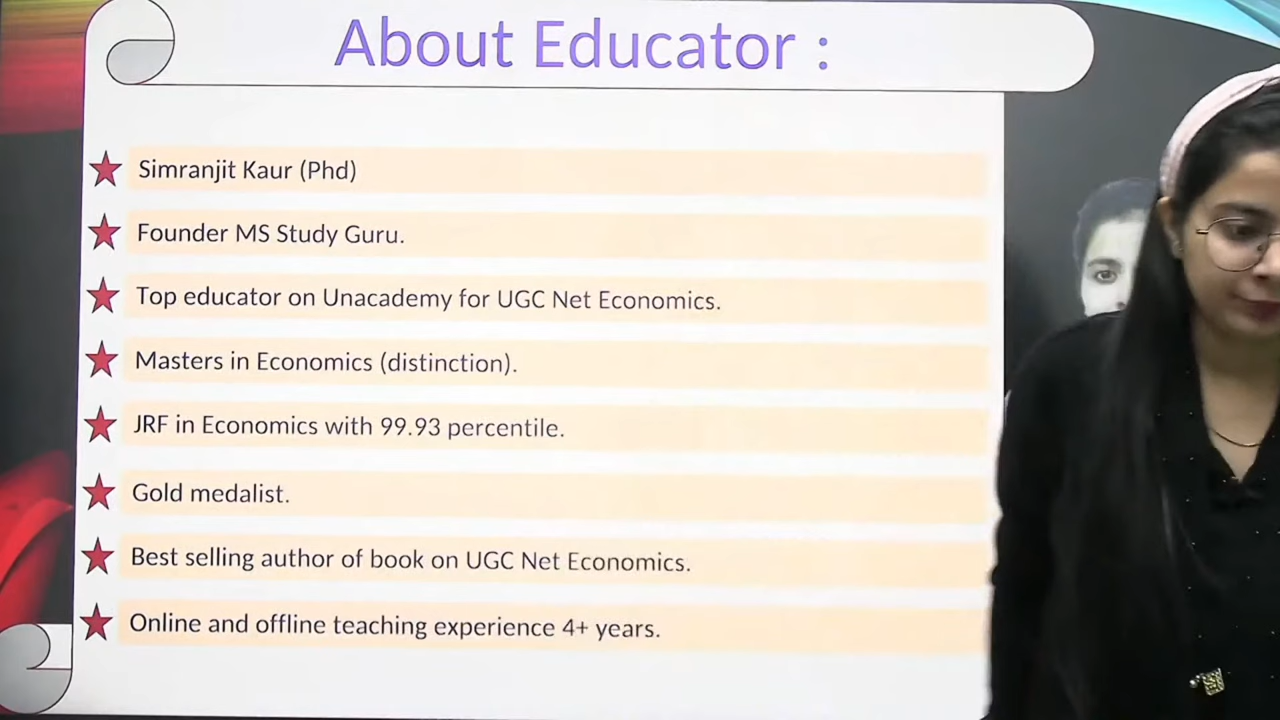 About Educator :
Simranjit Kaur (Phd)
Founder MS Study Guru.
Top educator on Unacademy for UGC Net Economics.
Masters in Economics (distinction).
JRF in Economics with 99.93 percentile.
Gold medalist.
Best selling author of book on UGC Net Economics.
Online and offline teaching experience 4+ years.